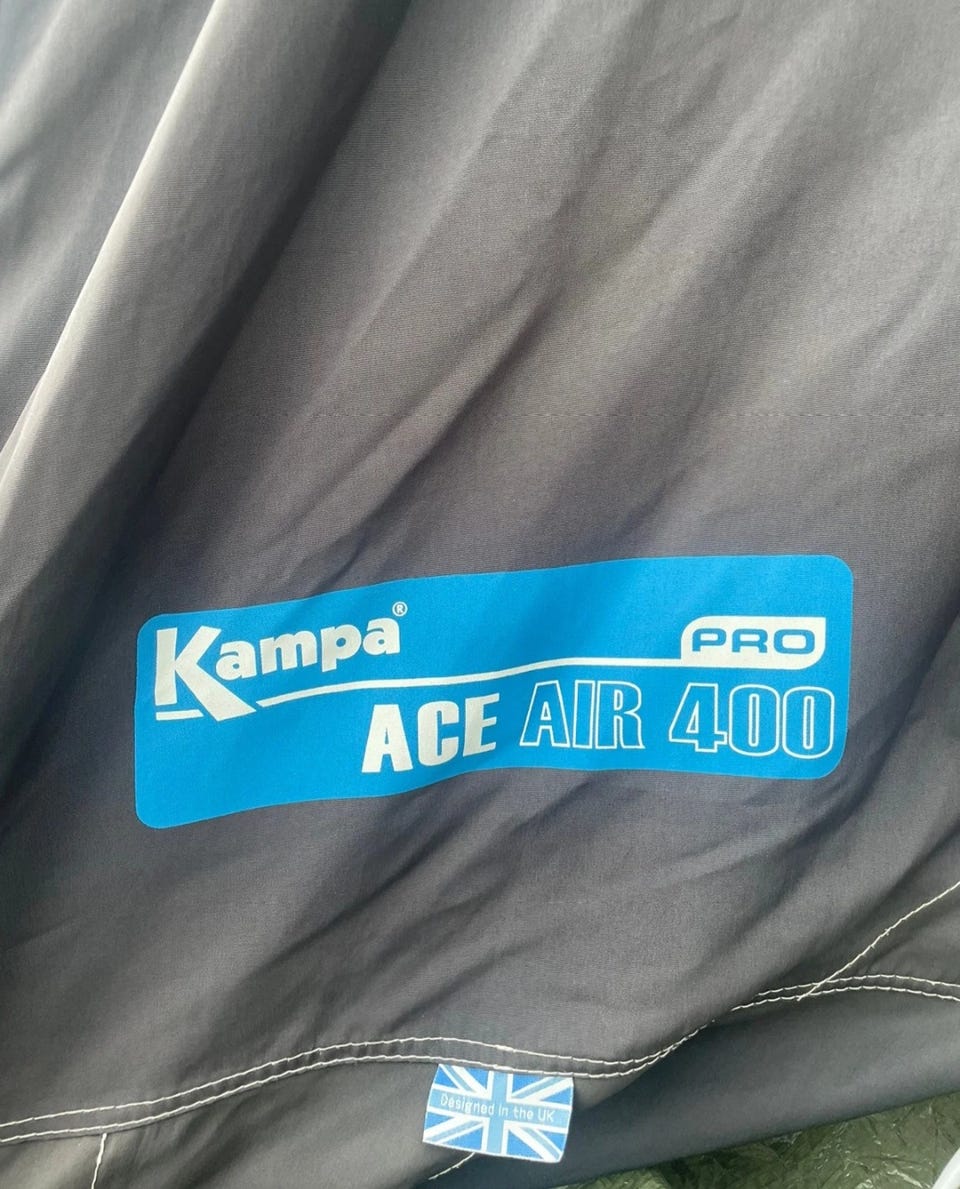 Kampa®
PRO
ACE AIR 400
Designed in the UK